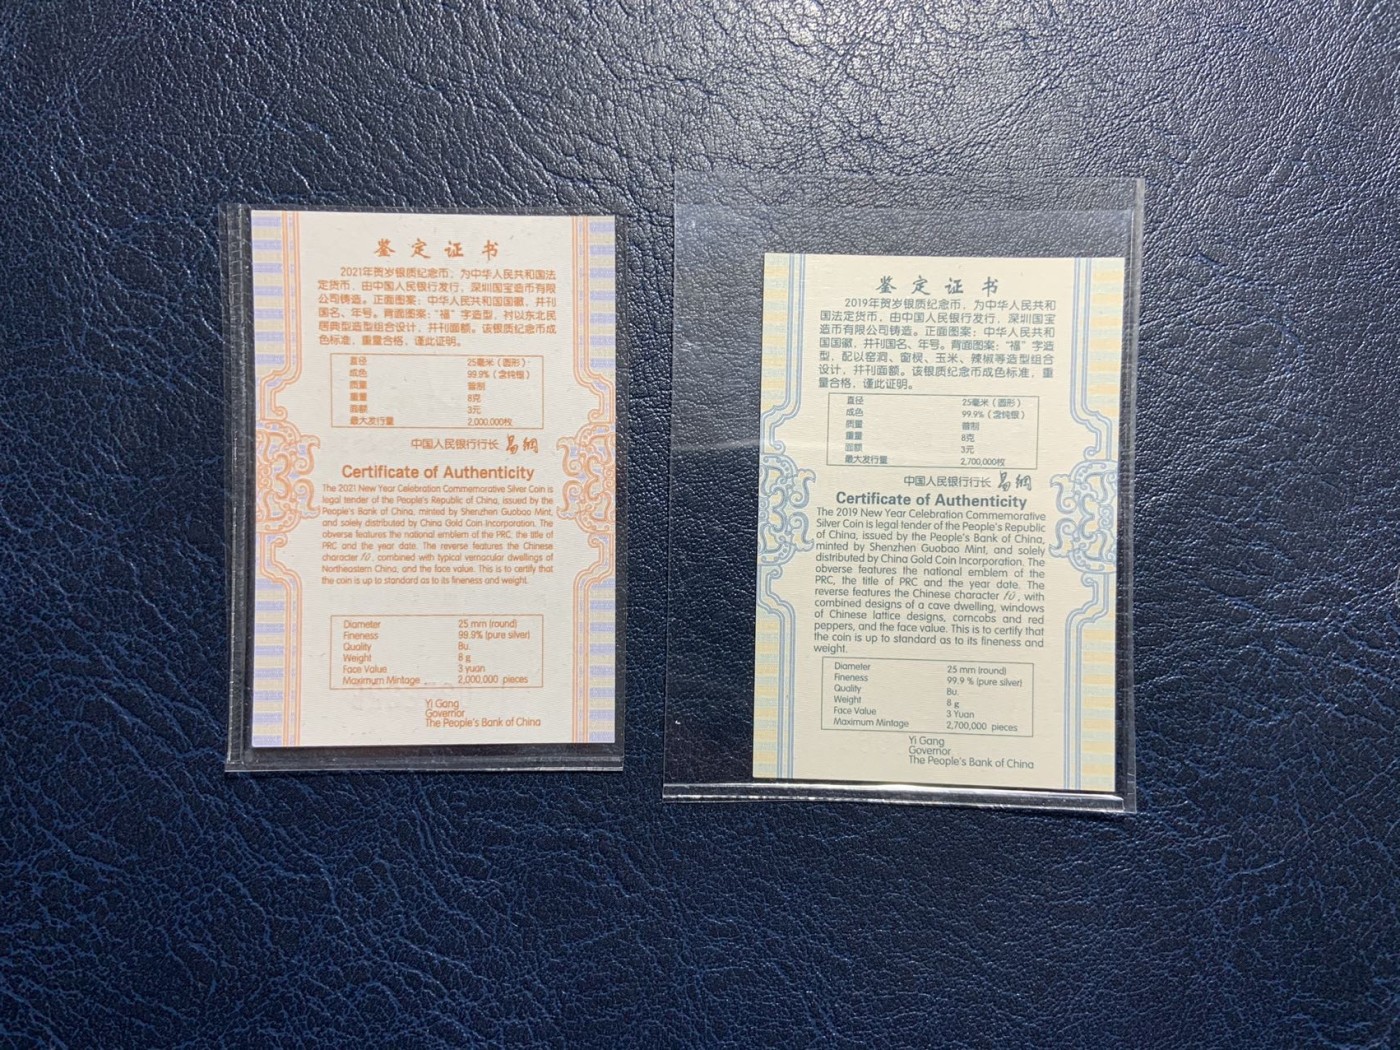 鉴定证书
2021年贺岁银质纪念币，为中华人民共和国法
定货币，由中国人民银行发行，深圳国宝造币有限
公司铸造。正面图案：中华人民共和国国徽，并刊
国名、年号。背面图案：“福”字造型，衬以东北民
居典型造型组合设计，并刊面额。该银质纪念币成
色标准，重量合格，谨此证明。
直径 25毫米（圆形）
成色 99.9%（含纯银）
质量 普制
重量 8克
面额 3元
最大发行量 2,000,000枚
中国人民银行行长 易纲
Certificate of Authenticity
The 2021 New Year Celebration Commemorative Silver Coin is
legal tender of the People's Republic of China, issued by the
People's Bank of China, minted by Shenzhen Guobao Mint,
and solely distributed by China Gold Coin Incorporation. The
obverse features the national emblem of the PRC, the title of
PRC and the year date. The reverse features the Chinese
character fú, combined with typical vernacular dwellings of
Northeastern China, and the face value. This is to certify that
the coin is up to standard as to its fineness and weight.
Diameter 25 mm (round)
Fineness 99.9% (pure silver)
Quality Bu.
Weight 8 g
Face Value 3 yuan
Maximum Mintage 2,000,000 pieces
Yi Gang
Governor
The People's Bank of China
鉴定证书
2019年贺岁银质纪念币，为中华人民共和
国法定货币，由中国人民银行发行，深圳国宝
造币有限公司铸造。正面图案：中华人民共和国
国国徽，并刊国名、年号。背面图案：“福”字造
型，配以窑洞、窗棂、玉米、辣椒等造型组合
设计，并刊面额。该银质纪念币成色标准，重
量合格，谨此证明。
直径 25毫米（圆形）
成色 99.9%（含纯银）
质量 普制
重量 8克
面额 3元
最大发行量 2,700,000枚
中国人民银行行长 易纲
Certificate of Authenticity
The 2019 New Year Celebration Commemorative
Silver Coin is legal tender of the People's Republic
of China, issued by the People's Bank of China,
minted by Shenzhen Guobao Mint, and solely
distributed by China Gold Coin Incorporation. The
obverse features the national emblem of the
PRC, the title of PRC and the year date. The
reverse features the Chinese character fú, with
combined designs of a cave dwelling, windows
of Chinese lattice designs, corncobs and red
peppers, and the face value. This is to certify that
the coin is up to standard as to its fineness and
weight.
Diameter 25 mm (round)
Fineness 99.9 % (pure silver)
Quality Bu.
Weight 8 g
Face Value 3 Yuan
Maximum Mintage 2,700,000 pieces
Yi Gang
Governor
The People's Bank of China